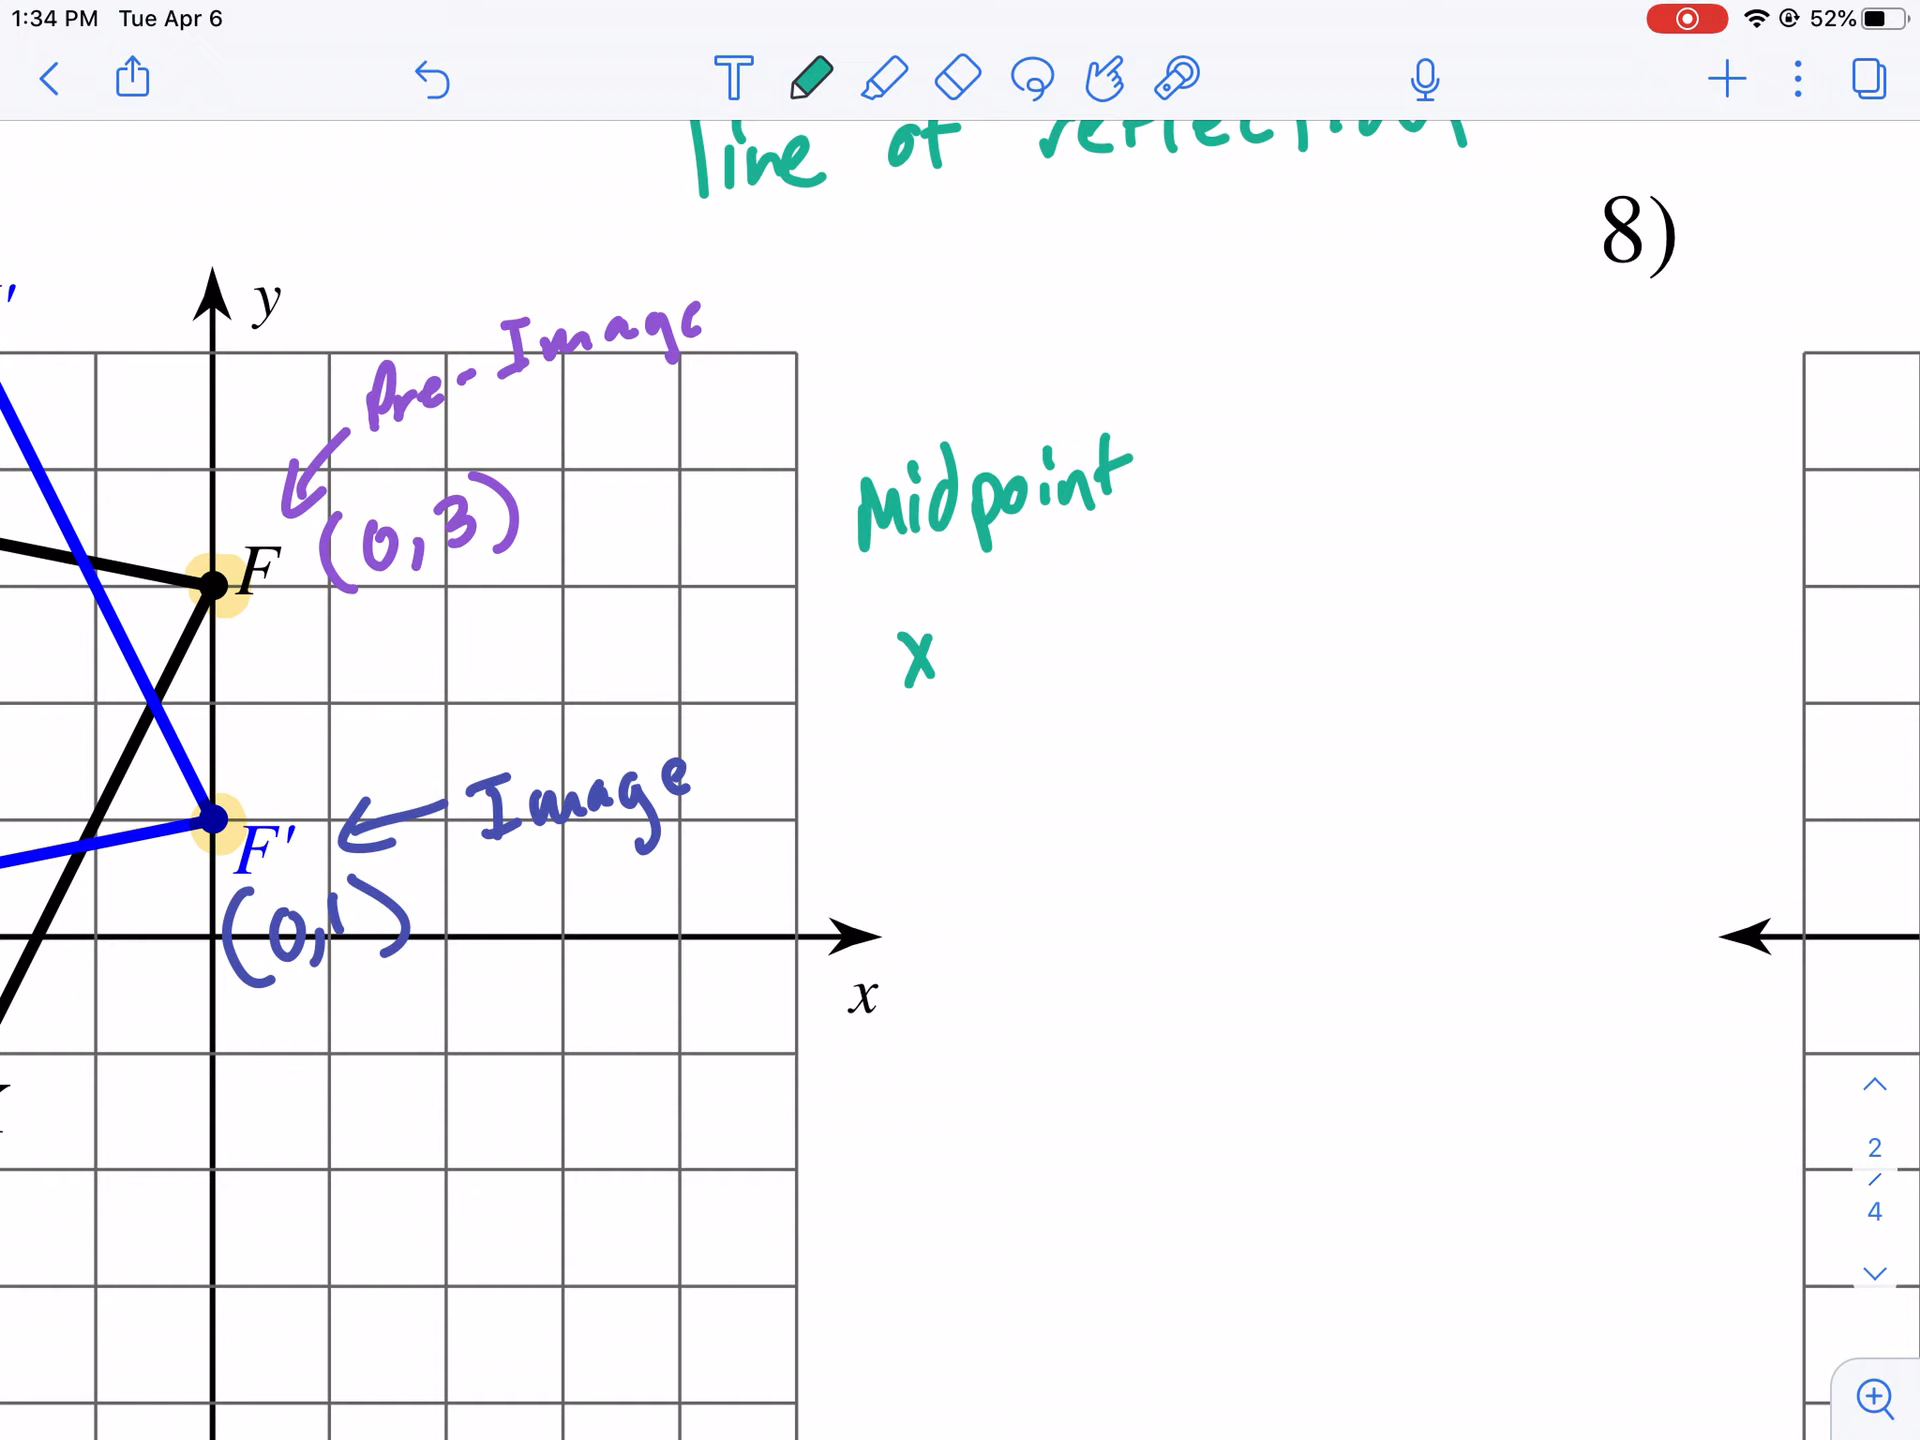 1:34 PM Tue Apr 6
52%
line of reflection
8)
y
Pre-Image
(0,3)
F
Midpoint
x
Image
F'
(0,1)
x
2
/
4